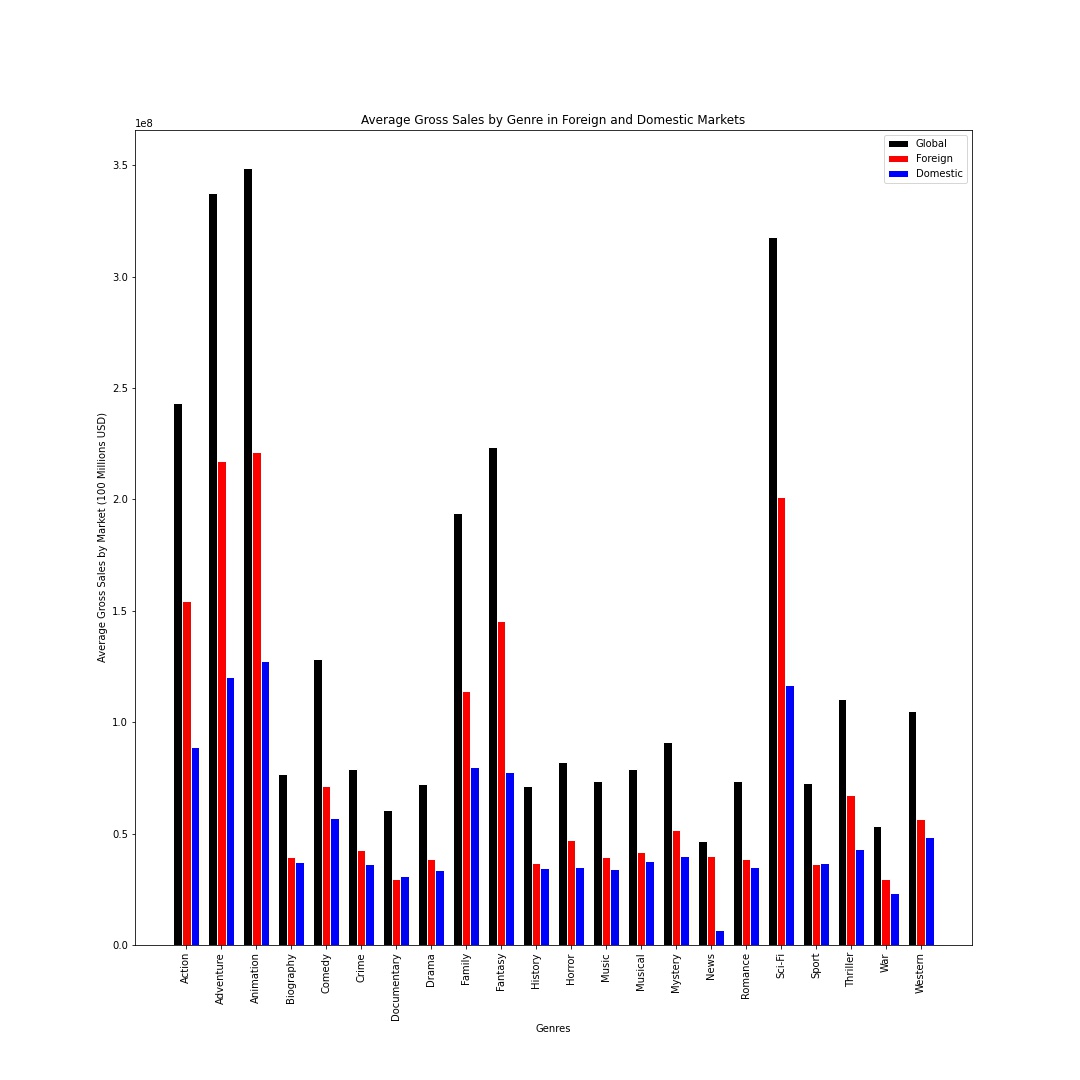 Average Gross Sales by Genre in Foreign and Domestic Markets
1e8
Global
Foreign
Domestic
3.5
3.0
2.5
2.0
1.5
1.0
0.5
0.0
Average Gross Sales by Market (100 Millions USD)
Action
Adventure
Animation
Biography
Comedy
Crime
Documentary
Drama
Family
Fantasy
History
Horror
Music
Musical
Mystery
News
Romance
Sci-Fi
Sport
Thriller
War
Western
Genres